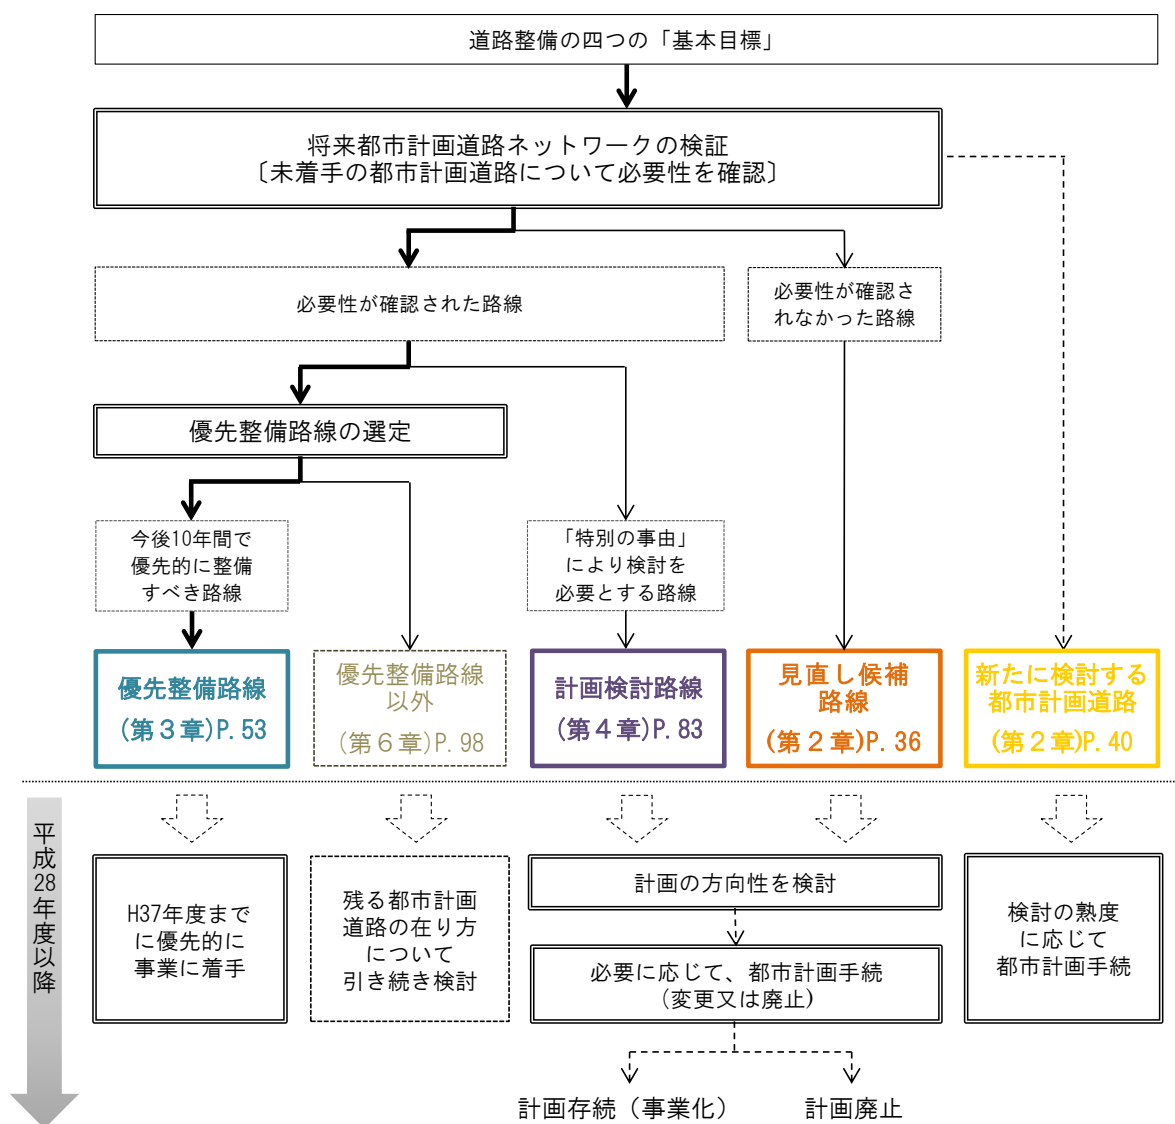 道路整備の四つの「基本目標」
将来都市計画道路ネットワークの検証
〔未着手の都市計画道路について必要性を確認〕
必要性が確認された路線
必要性が確認さ
れなかった路線
優先整備路線の選定
今後10年間で
優先的に整備
すべき路線
「特別の事由」
により検討を
必要とする路線
優先整備路線
(第３章)P.53
優先整備路線
以外
(第６章)P.98
計画検討路線
(第４章)P.83
見直し候補
路線
(第２章)P.36
新たに検討する
都市計画道路
(第２章)P.40
平成28年度以降
H37年度まで
に優先的に
事業に着手
残る都市計画
道路の在り方
について
引き続き検討
計画の方向性を検討
必要に応じて、都市計画手続
(変更又は廃止)
検討の熟度
に応じて
都市計画手続
計画存続（事業化）
計画廃止